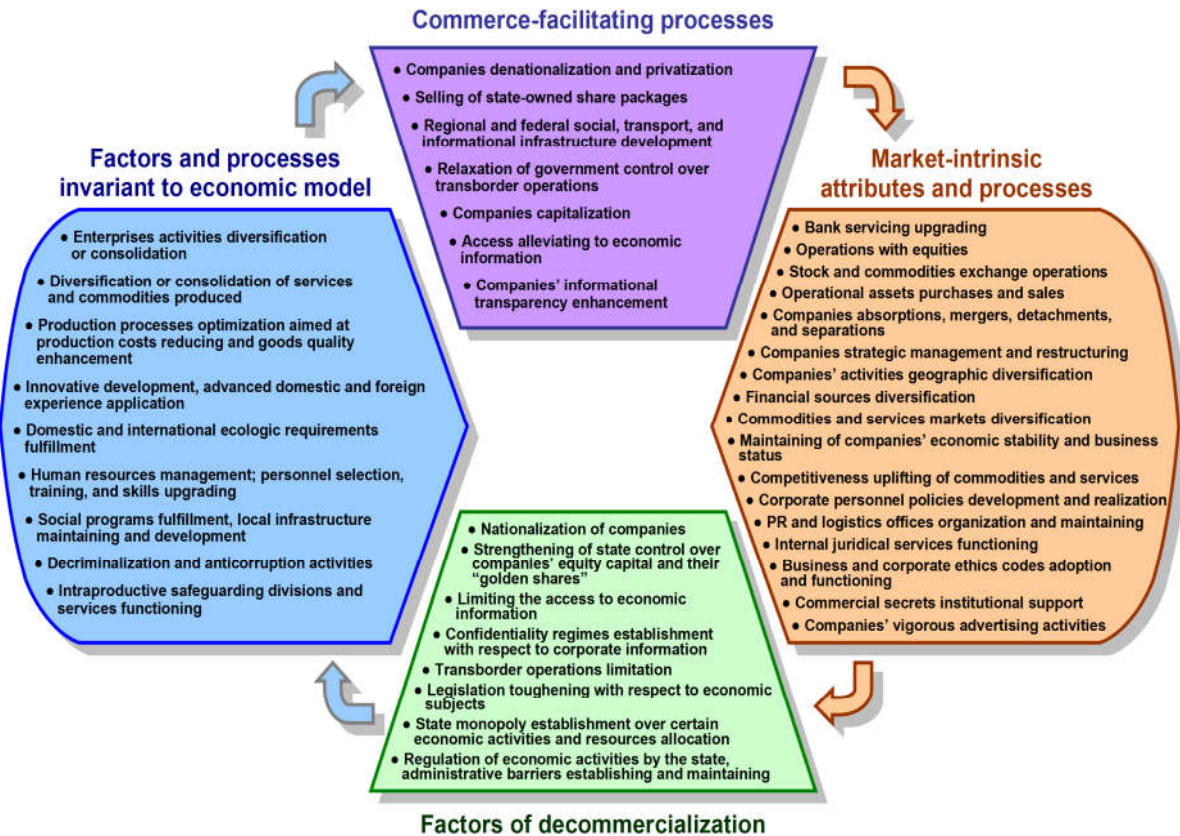 Commerce-facilitating processes
● Companies denationalization and privatization
● Selling of state-owned share packages
● Regional and federal social, transport, and
informational infrastructure development
● Relaxation of government control over
transborder operations
● Companies capitalization
● Access alleviating to economic
information
● Companies’ informational
transparency enhancement
Factors and processes
invariant to economic model
● Enterprises activities diversification
or consolidation
● Diversification or consolidation of services
and commodities produced
● Production processes optimization aimed at
production costs reducing and goods quality
enhancement
● Innovative development, advanced domestic and foreign
experience application
● Domestic and international ecologic requirements
fulfillment
● Human resources management; personnel selection,
training, and skills upgrading
● Social programs fulfillment, local infrastructure
maintaining and development
● Decriminalization and anticorruption activities
● Intraproductive safeguarding divisions and
services functioning
Market-intrinsic
attributes and processes
● Bank servicing upgrading
● Operations with equities
● Stock and commodities exchange operations
● Operational assets purchases and sales
● Companies absorptions, mergers, detachments,
and separations
● Companies strategic management and restructuring
● Companies’ activities geographic diversification
● Financial sources diversification
● Commodities and services markets diversification
● Maintaining of companies’ economic stability and business
status
● Competitiveness uplifting of commodities and services
● Corporate personnel policies development and realization
● PR and logistics offices organization and maintaining
● Internal juridical services functioning
● Business and corporate ethics codes adoption
and functioning
● Commercial secrets institutional support
● Companies’ vigorous advertising activities
● Nationalization of companies
● Strengthening of state control over
companies’ equity capital and their
“golden shares”
● Limiting the access to economic
information
● Confidentiality regimes establishment
with respect to corporate information
● Transborder operations limitation
● Legislation toughening with respect to economic
subjects
● State monopoly establishment over certain
economic activities and resources allocation
● Regulation of economic activities by the state,
administrative barriers establishing and maintaining
Factors of decommercialization